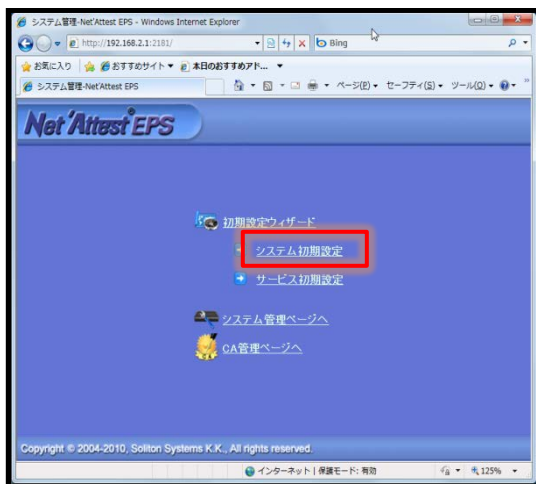 システム管理-Net'Attest EPS - Windows Internet Explorer
http://192.168.2.1:2181/
Bing
お気に入り おすすめサイト 本日のおすすめアド...
システム管理-Net'Attest EPS ページ(P) セーフティ(S) ツール(O)
Net'Attest EPS
初期設定ウィザード
システム初期設定
サービス初期設定
システム管理ページへ
CA管理ページへ
Copyright © 2004-2010, Soliton Systems K.K., All rights reserved.
インターネット | 保護モード: 有効 125%